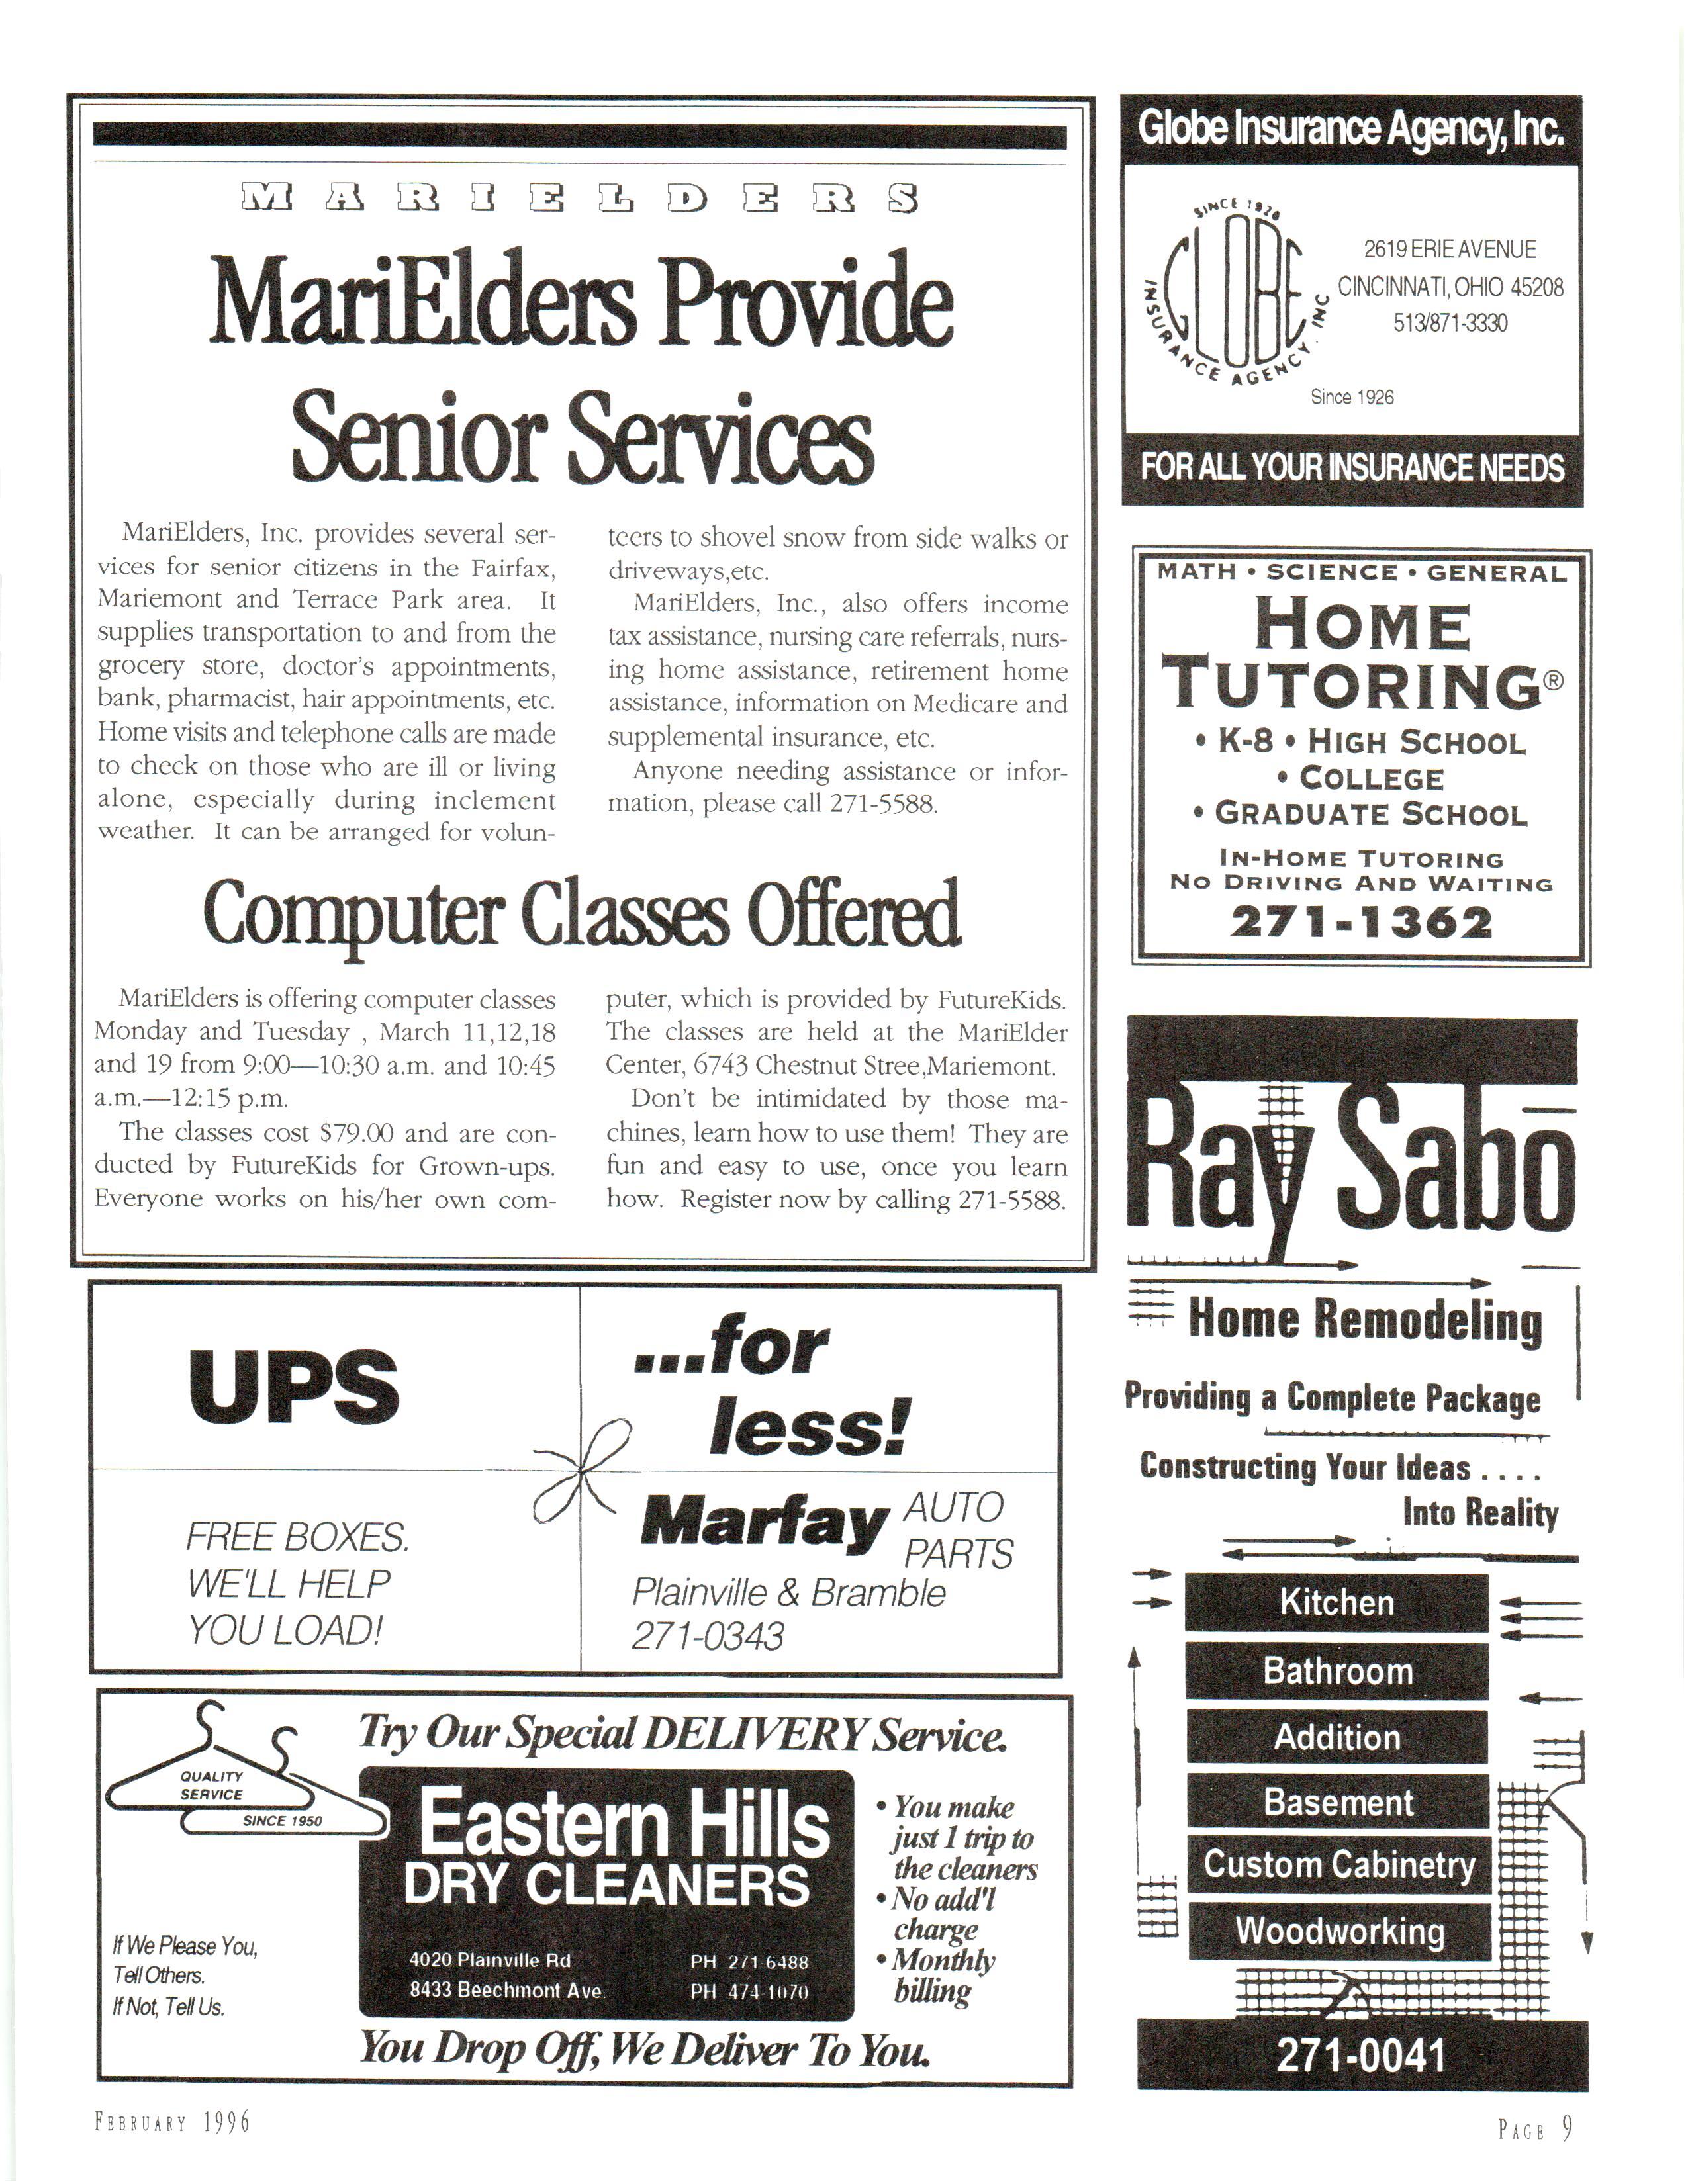 MARIELDERS
MariElders Provide
Senior Services
MariElders, Inc. provides several ser-
vices for senior citizens in the Fairfax,
Mariemont and Terrace Park area. It
supplies transportation to and from the
grocery store, doctor's appointments,
bank, pharmacist, hair appointments, etc.
Home visits and telephone calls are made
to check on those who are ill or living
alone, especially during inclement
weather. It can be arranged for volun-
teers to shovel snow from side walks or
driveways,etc.
MariElders, Inc., also offers income
tax assistance, nursing care referrals, nurs-
ing home assistance, retirement home
assistance, information on Medicare and
supplemental insurance, etc.
Anyone needing assistance or infor-
mation, please call 271-5588.
Computer Classes Offered
MariElders is offering computer classes
Monday and Tuesday , March 11,12,18
and 19 from 9:00—10:30 a.m. and 10:45
a.m.—12:15 p.m.
The classes cost $79.00 and are con-
ducted by FutureKids for Grown-ups.
Everyone works on his/her own com-
puter, which is provided by FutureKids.
The classes are held at the MariElder
Center, 6743 Chestnut Stree,Mariemont.
Don't be intimidated by those ma-
chines, learn how to use them! They are
fun and easy to use, once you learn
how. Register now by calling 271-5588.
UPS
...for
less!
FREE BOXES.
WE'LL HELP
YOU LOAD!
Marfay AUTO
PARTS
Plainville & Bramble
271-0343
Try Our Special DELIVERY Service.
QUALITY
SERVICE
SINCE 1950
Eastern Hills
DRY CLEANERS
4020 Plainville Rd PH 271-6488
8433 Beechmont Ave. PH 474-1070
• You make
just 1 trip to
the cleaners
• No add'l
charge
• Monthly
billing
If We Please You,
Tell Others.
If Not, Tell Us.
You Drop Off, We Deliver To You.
Globe Insurance Agency, Inc.
SINCE 1926
GLOBE
INSURANCE AGENCY, INC
2619 ERIE AVENUE
CINCINNATI, OHIO 45208
513/871-3330
Since 1926
FOR ALL YOUR INSURANCE NEEDS
MATH • SCIENCE • GENERAL
HOME
TUTORING®
• K-8 • HIGH SCHOOL
• COLLEGE
• GRADUATE SCHOOL
IN-HOME TUTORING
NO DRIVING AND WAITING
271-1362
Ray Sabo
Home Remodeling
Providing a Complete Package
Constructing Your Ideas . . . .
Into Reality
Kitchen
Bathroom
Addition
Basement
Custom Cabinetry
Woodworking
271-0041
FEBRUARY 1996
PAGE 9